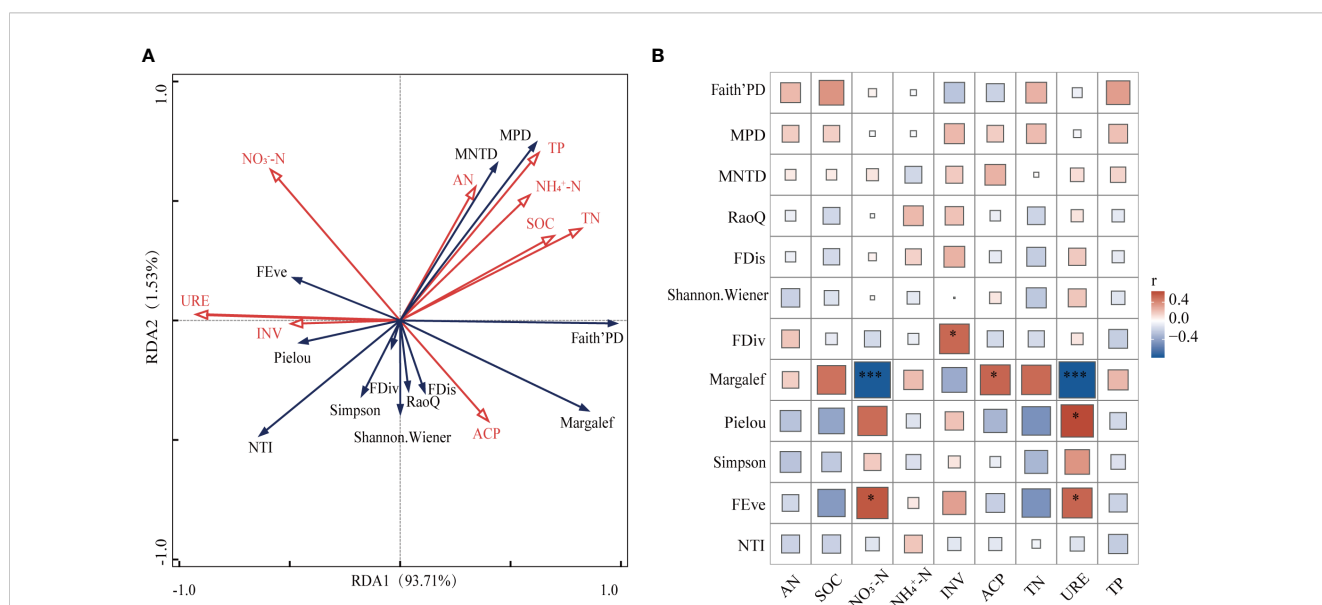 A
1.0
RDA2（1.53%）
-1.0
-1.0
RDA1（93.71%）
1.0
NO₃⁻-N
MPD
TP
MNTD
AN
NH₄⁺-N
SOC
TN
FEve
URE
INV
Faith'PD
Pielou
FDiv
FDis
RaoQ
Simpson
Margalef
Shannon.Wiener
ACP
NTI
B
Faith'PD
MPD
MNTD
RaoQ
FDis
Shannon.Wiener
FDiv *
Margalef *** * ***
Pielou *
Simpson
FEve * *
NTI
AN SOC NO₃⁻-N NH₄⁺-N INV ACP TN URE TP
r
0.4
0.0
−0.4